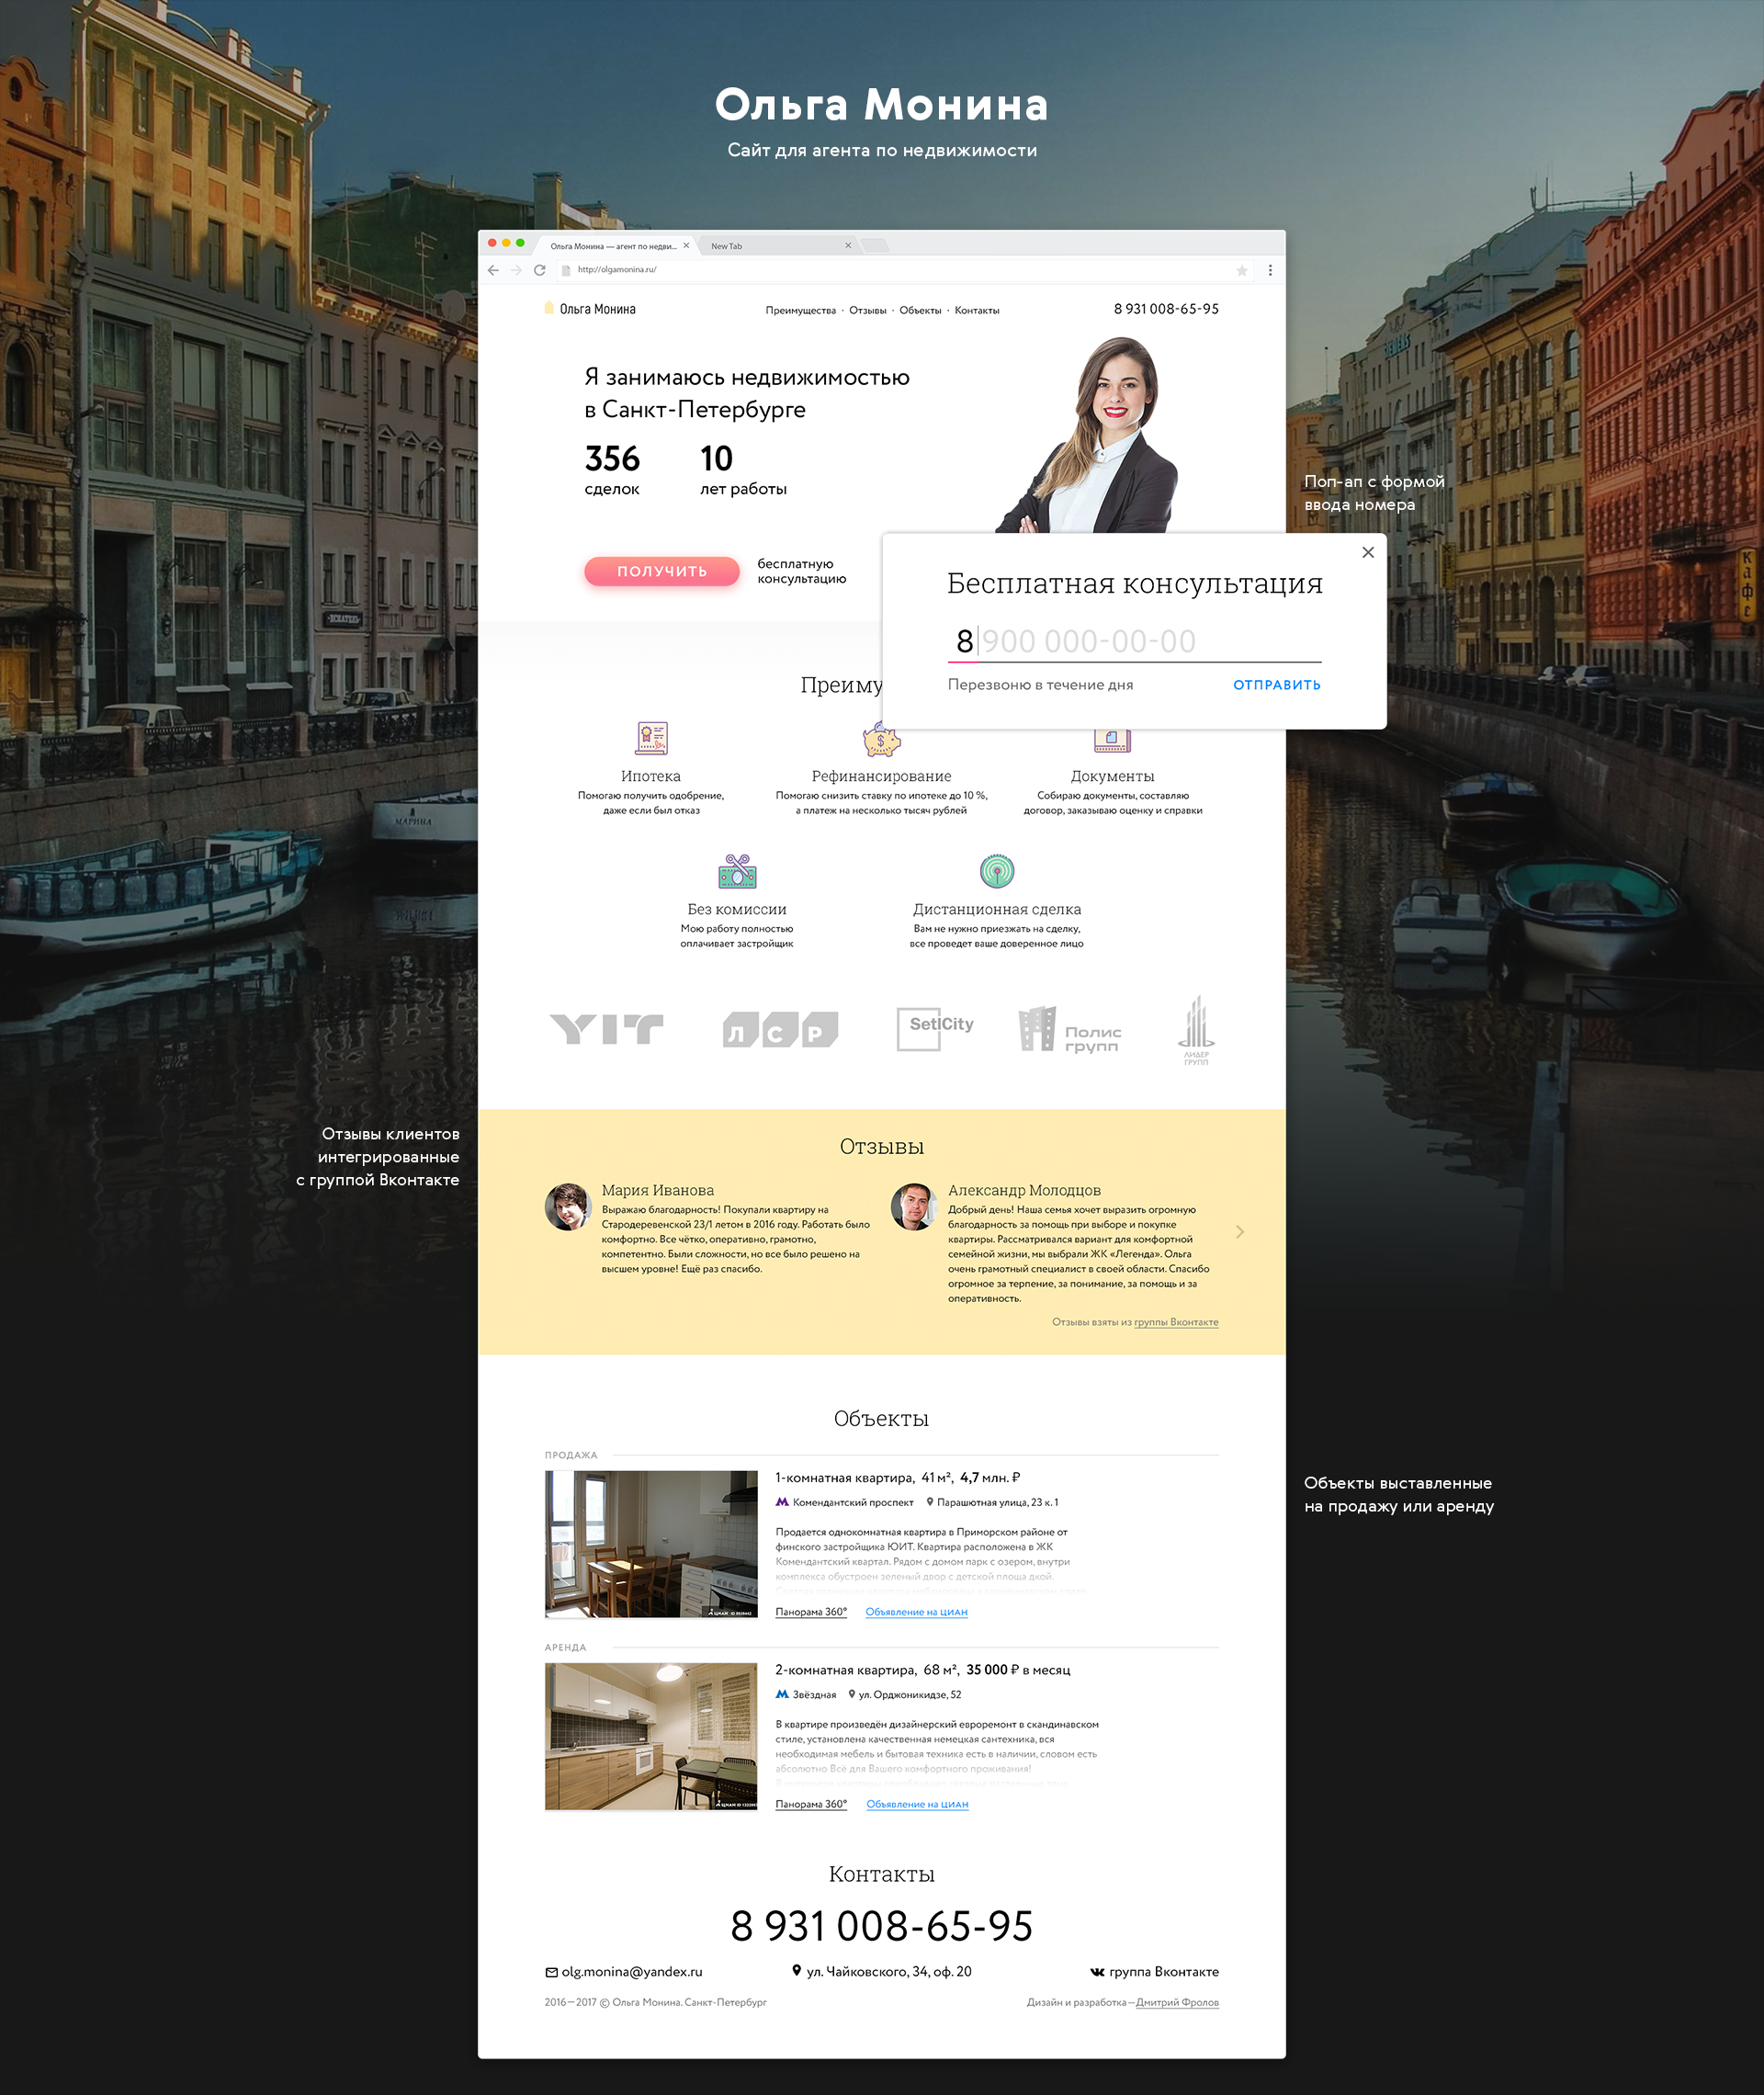 Ольга Монина
Сайт для агента по недвижимости
Ольга Монина — агент по недви...
New Tab
http://olgamonina.ru/
Ольга Монина
Преимущества · Отзывы · Объекты · Контакты
8 931 008-65-95
Я занимаюсь недвижимостью
в Санкт-Петербурге
356
сделок
10
лет работы
ПОЛУЧИТЬ
бесплатную
консультацию
Поп-ап с формой
ввода номера
Бесплатная консультация
8 900 000-00-00
Перезвоню в течение дня
ОТПРАВИТЬ
SIEMENS
ИСКАТЕЛЬ
КАФЕ
МАРИНА
Преиму
Ипотека
Помогаю получить одобрение,
даже если был отказ
Рефинансирование
Помогаю снизить ставку по ипотеке до 10 %,
а платеж на несколько тысяч рублей
Документы
Собираю документы, составляю
договор, заказываю оценку и справки
Без комиссии
Мою работу полностью
оплачивает застройщик
Дистанционная сделка
Вам не нужно приезжать на сделку,
все проведет ваше доверенное лицо
YIT
ЛСР
SetlCity
Полис
групп
ЛИДЕР
ГРУПП
Отзывы клиентов
интегрированные
с группой Вконтакте
Отзывы
Мария Иванова
Выражаю благодарность! Покупали квартиру на
Стародеревенской 23/1 летом в 2016 году. Работать было
комфортно. Все чётко, оперативно, грамотно,
компетентно. Были сложности, но все было решено на
высшем уровне! Ещё раз спасибо.
Александр Молодцов
Добрый день! Наша семья хочет выразить огромную
благодарность за помощь при выборе и покупке
квартиры. Рассматривался вариант для комфортной
семейной жизни, мы выбрали ЖК «Легенда». Ольга
очень грамотный специалист в своей области. Спасибо
огромное за терпение, за понимание, за помощь и за
оперативность.
Отзывы взяты из группы Вконтакте
Объекты
Объекты выставленные
на продажу или аренду
ПРОДАЖА
1-комнатная квартира, 41 м², 4,7 млн. ₽
Комендантский проспект
Парашютная улица, 23 к. 1
Продается однокомнатная квартира в Приморском районе от
финского застройщика ЮИТ. Квартира расположена в ЖК
Комендантский квартал. Рядом с домом парк с озером, внутри
комплекса обустроен зеленый двор с детской площа дкой.
ЦИАН
Панорама 360°
Объявление на ЦИАН
АРЕНДА
2-комнатная квартира, 68 м², 35 000 ₽ в месяц
Звёздная
ул. Орджоникидзе, 52
В квартире произведён дизайнерский евроремонт в скандинавском
стиле, установлена качественная немецкая сантехника, вся
необходимая мебель и бытовая техника есть в наличии, словом есть
абсолютно Всё для Вашего комфортного проживания!
ЦИАН
Панорама 360°
Объявление на ЦИАН
Контакты
8 931 008-65-95
olg.monina@yandex.ru
ул. Чайковского, 34, оф. 20
группа Вконтакте
2016—2017 © Ольга Монина. Санкт-Петербург
Дизайн и разработка—Дмитрий Фролов